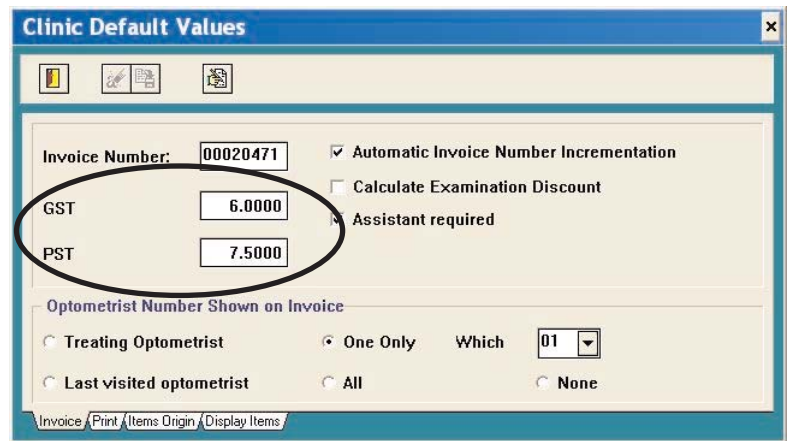 Clinic Default Values
Invoice Number: 00020471 Automatic Invoice Number Incrementation
Calculate Examination Discount
GST 6.0000
Assistant required
PST 7.5000
Optometrist Number Shown on Invoice
Treating Optometrist One Only Which 01
Last visited optometrist All None
Invoice Print Items Origin Display Items